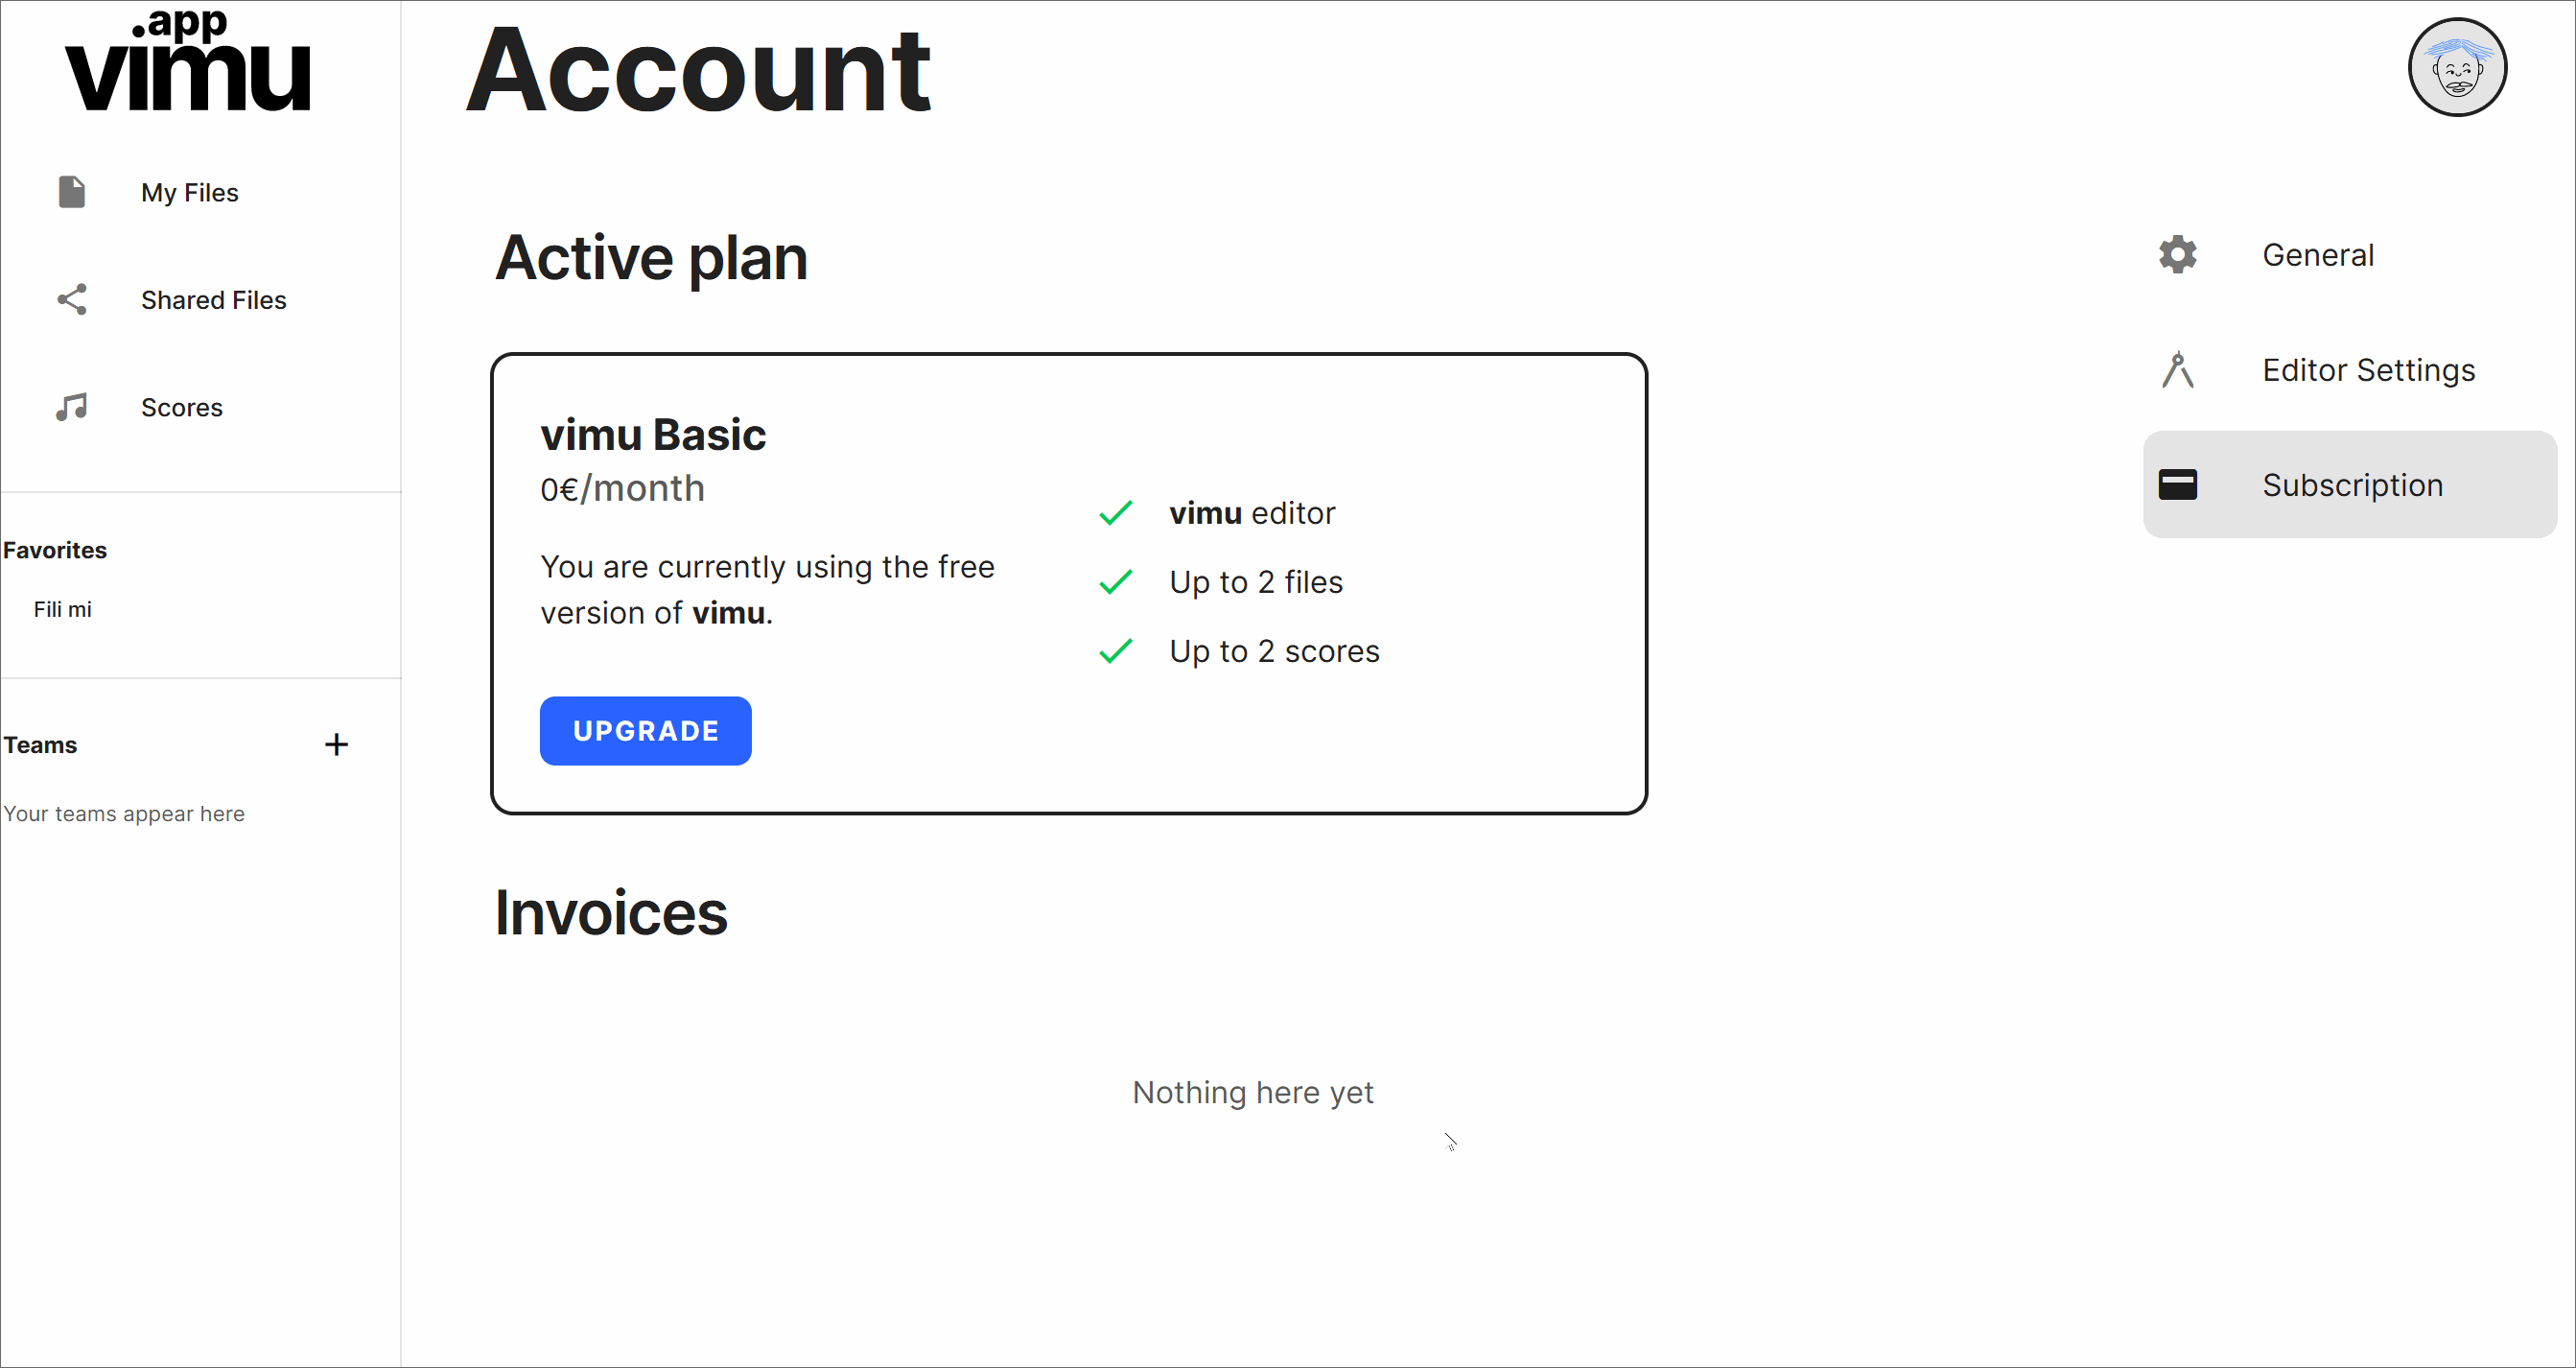 .app
vimu
My Files
Shared Files
Scores
Favorites
Fili mi
Teams
Your teams appear here
Account
Active plan
vimu Basic
0€/month
You are currently using the free
version of vimu.
UPGRADE
vimu editor
Up to 2 files
Up to 2 scores
Invoices
Nothing here yet
General
Editor Settings
Subscription